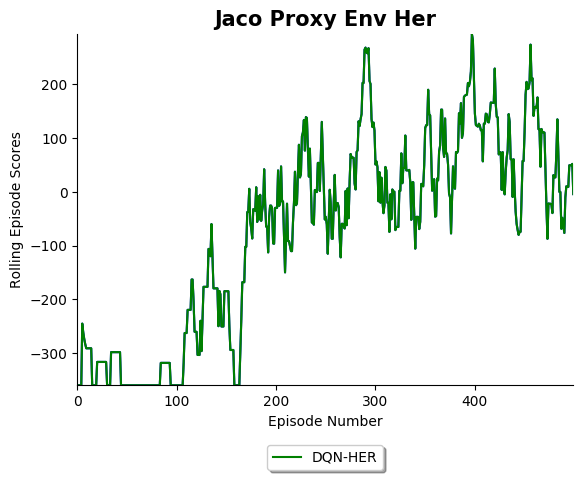 Jaco Proxy Env Her
Rolling Episode Scores
200
100
0
−100
−200
−300
0 100 200 300 400
Episode Number
DQN-HER